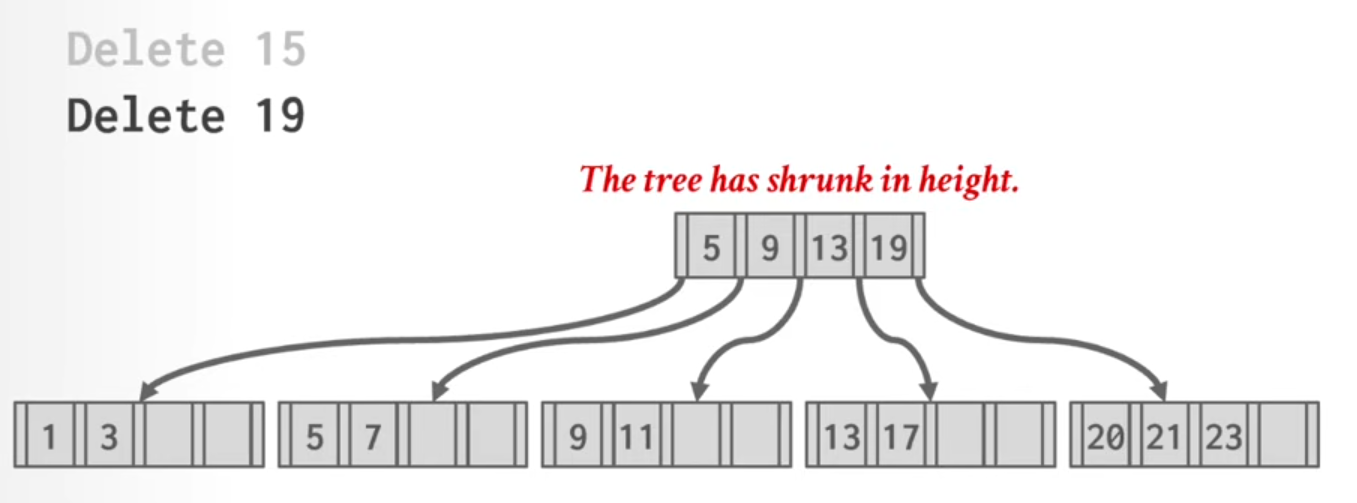 Delete 15
Delete 19
The tree has shrunk in height.
5 9 13 19
1 3 5 7 9 11 13 17 20 21 23